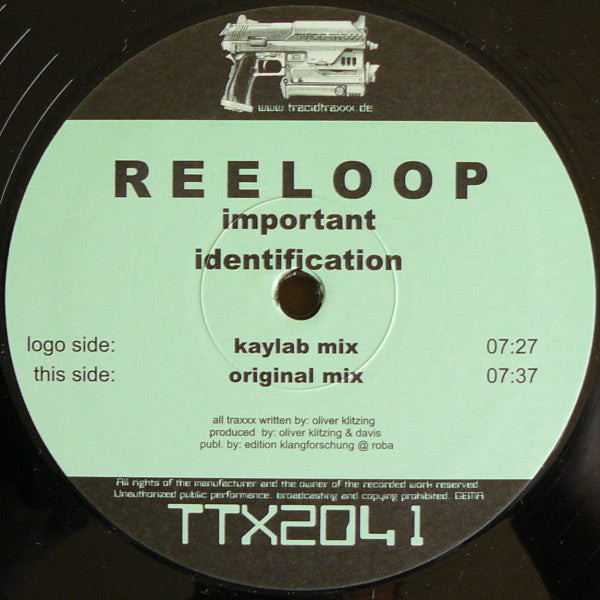 TRACID TRAXXX
www.tracidtraxxx.de
REELOOP
important
identification
logo side: kaylab mix 07:27
this side: original mix 07:37
all traxxx written by: oliver klitzing
produced by: oliver klitzing & davis
publ. by: edition klangforschung @ roba
All rights of the manufacturer and the owner of the recorded work reserved.
Unauthorized public performance, broadcasting and copying prohibited. GEMA
TTX2041